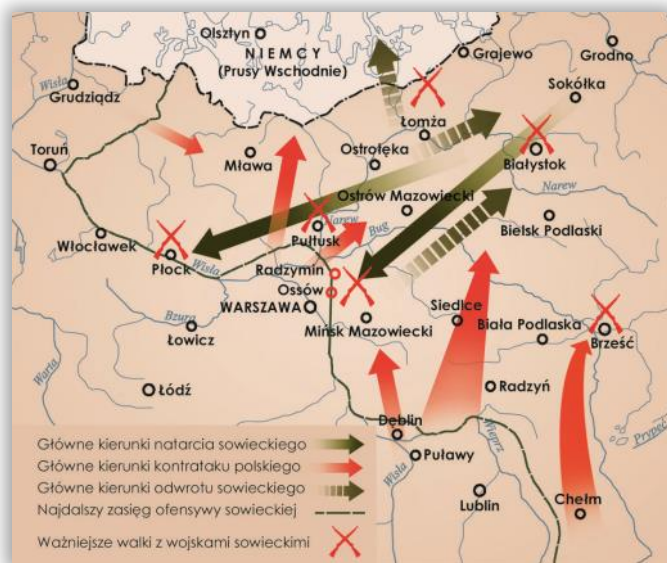 Olsztyn
NIEMCY
(Prusy Wschodnie)
Grajewo
Grodno
Wisła
Grudziądz
Sokółka
Łomża
Toruń
Mława
Ostrołęka
Białystok
Ostrów Mazowiecki
Narew
Włocławek
Płock
Wisła
Narew
Pułtusk
Bug
Bielsk Podlaski
Radzymin
Ossów
WARSZAWA
Bzura
Łowicz
Mińsk Mazowiecki
Siedlce
Biała Podlaska
Brześć
Warta
Łódź
Radzyń
Dęblin
Wieprz
Prypeć
Puławy
Wisła
Lublin
Chełm
Główne kierunki natarcia sowieckiego
Główne kierunki kontrataku polskiego
Główne kierunki odwrotu sowieckiego
Najdalszy zasięg ofensywy sowieckiej
Ważniejsze walki z wojskami sowieckimi